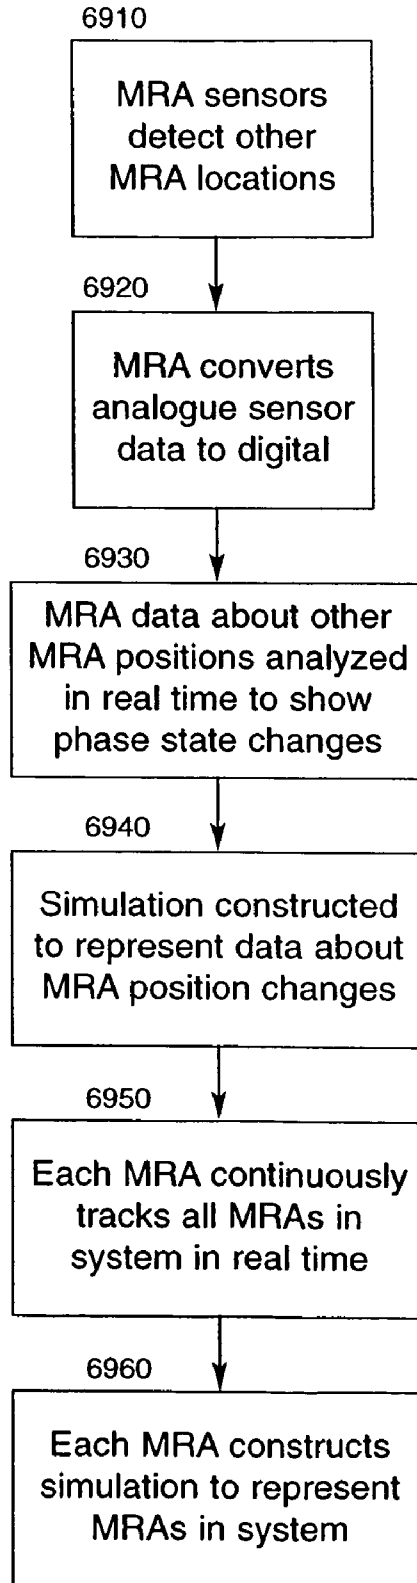 6910
MRA sensors
detect other
MRA locations
6920
MRA converts
analogue sensor
data to digital
6930
MRA data about other
MRA positions analyzed
in real time to show
phase state changes
6940
Simulation constructed
to represent data about
MRA position changes
6950
Each MRA continuously
tracks all MRAs in
system in real time
6960
Each MRA constructs
simulation to represent
MRAs in system